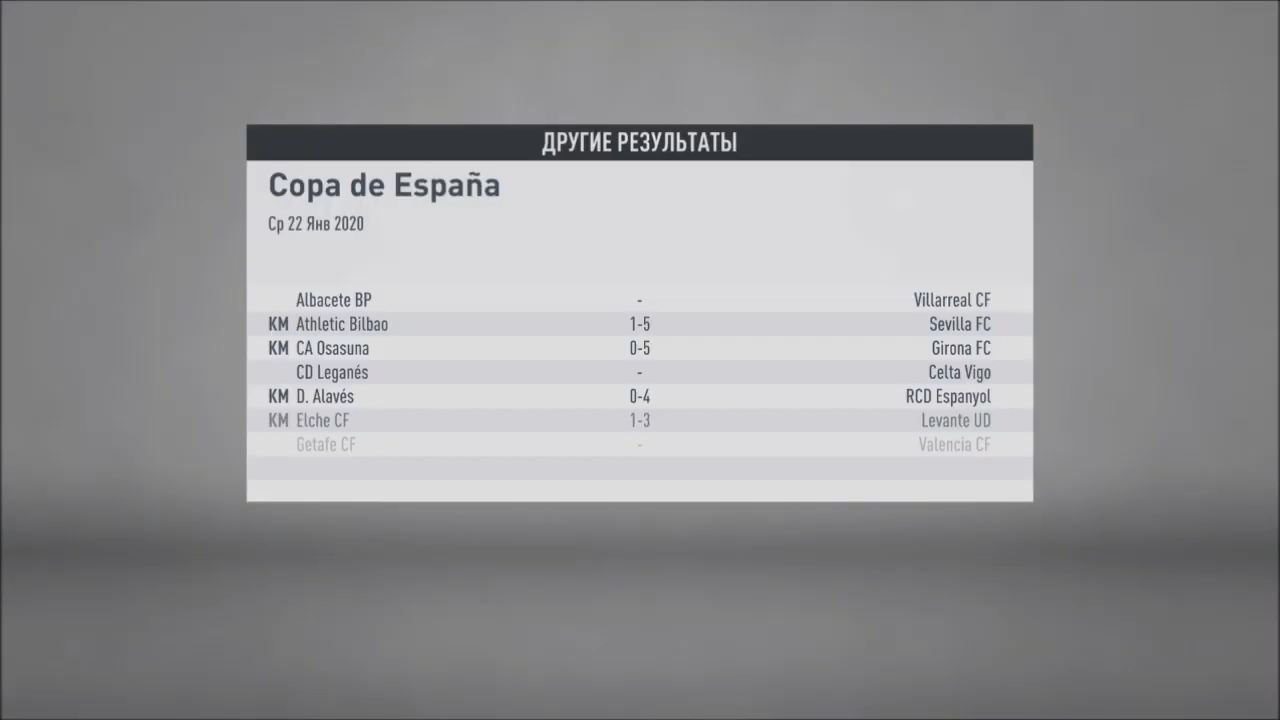 ДРУГИЕ РЕЗУЛЬТАТЫ
Copa de España
Ср 22 Янв 2020
Albacete BP - Villarreal CF
КМ Athletic Bilbao 1-5 Sevilla FC
КМ CA Osasuna 0-5 Girona FC
CD Leganés - Celta Vigo
КМ D. Alavés 0-4 RCD Espanyol
КМ Elche CF 1-3 Levante UD
Getafe CF - Valencia CF